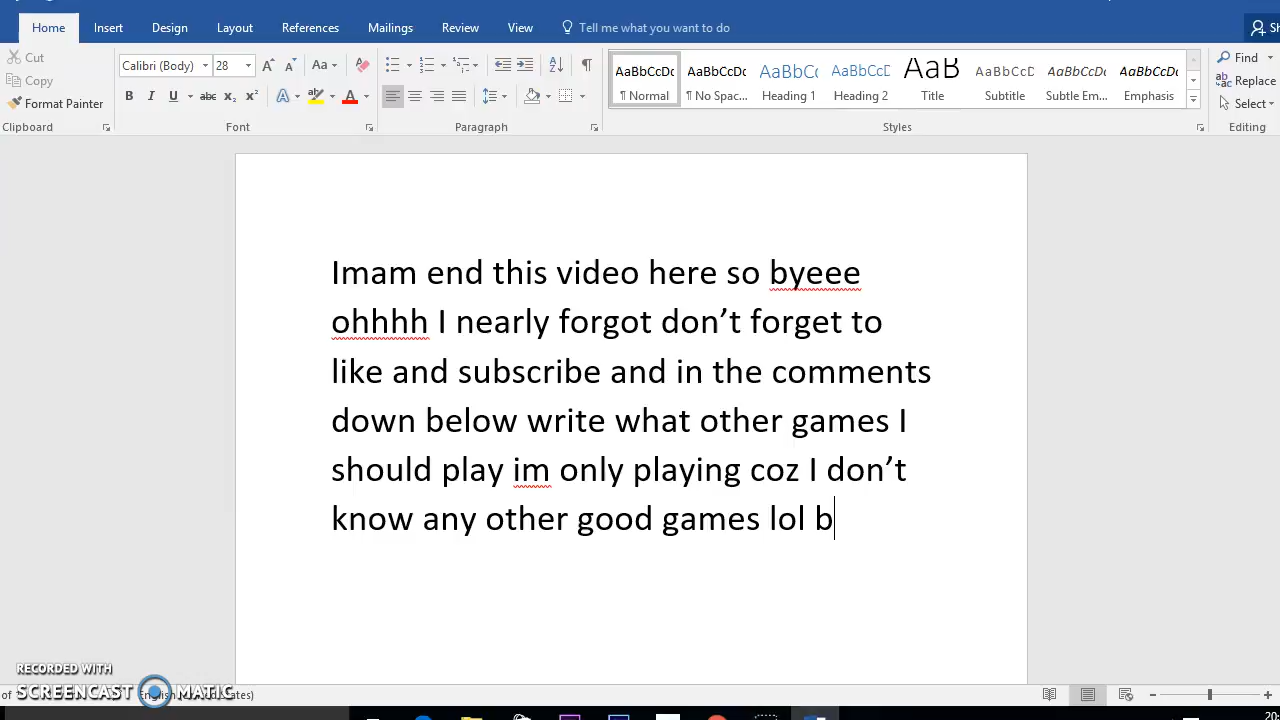 Home Insert Design Layout References Mailings Review View Tell me what you want to do
Cut
Copy
Format Painter
Clipboard
Calibri (Body) 28
Font
Paragraph
AaBbCcDc AaBbCcDc AaBbC AaBbCcD AaB AaBbCcD AaBbCcDc AaBbCcDc
¶ Normal ¶ No Spac... Heading 1 Heading 2 Title Subtitle Subtle Em... Emphasis
Styles
Find
Replace
Select
Editing
Imam end this video here so byeee
ohhhh I nearly forgot don’t forget to
like and subscribe and in the comments
down below write what other games I
should play im only playing coz I don’t
know any other good games lol b
RECORDED WITH
SCREENCAST MATIC